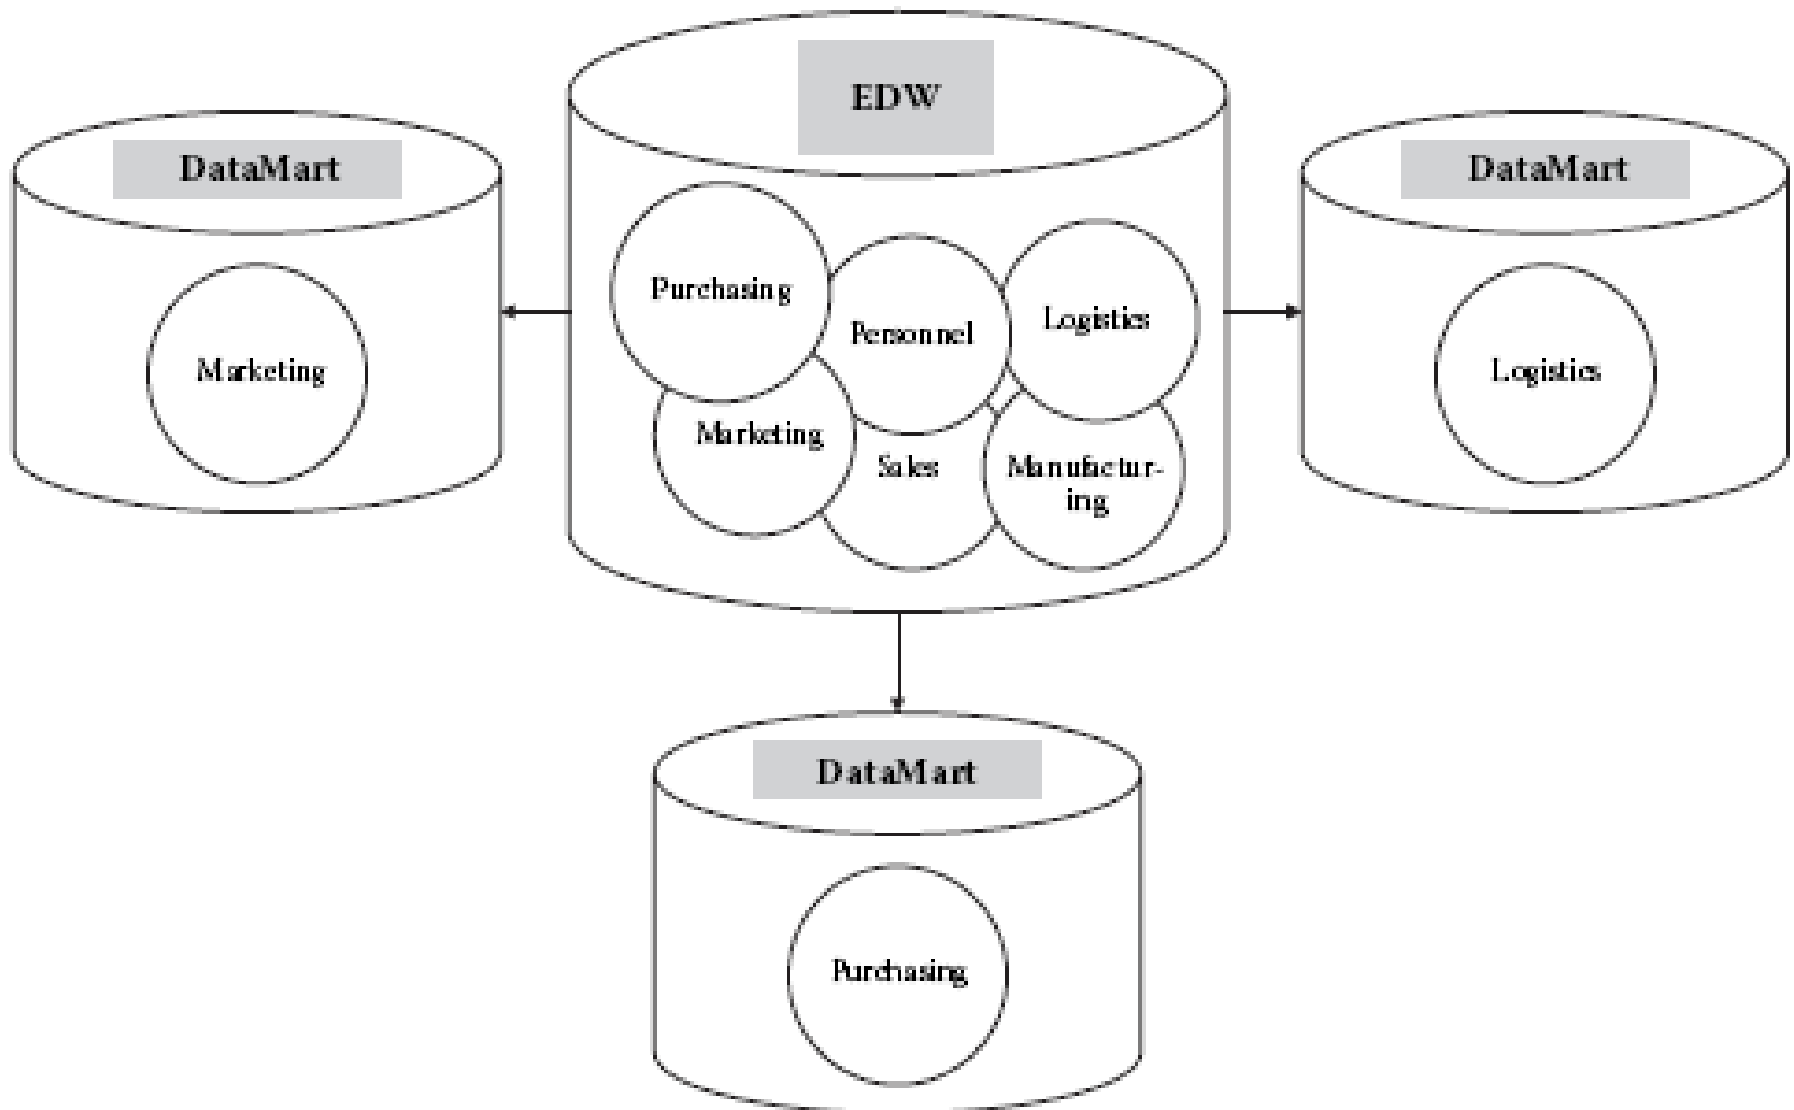 EDW
DataMart
DataMart
Purchasing
Personnel
Logistics
Marketing
Logistics
Marketing
Sales
Manufactur-
ing
DataMart
Purchasing